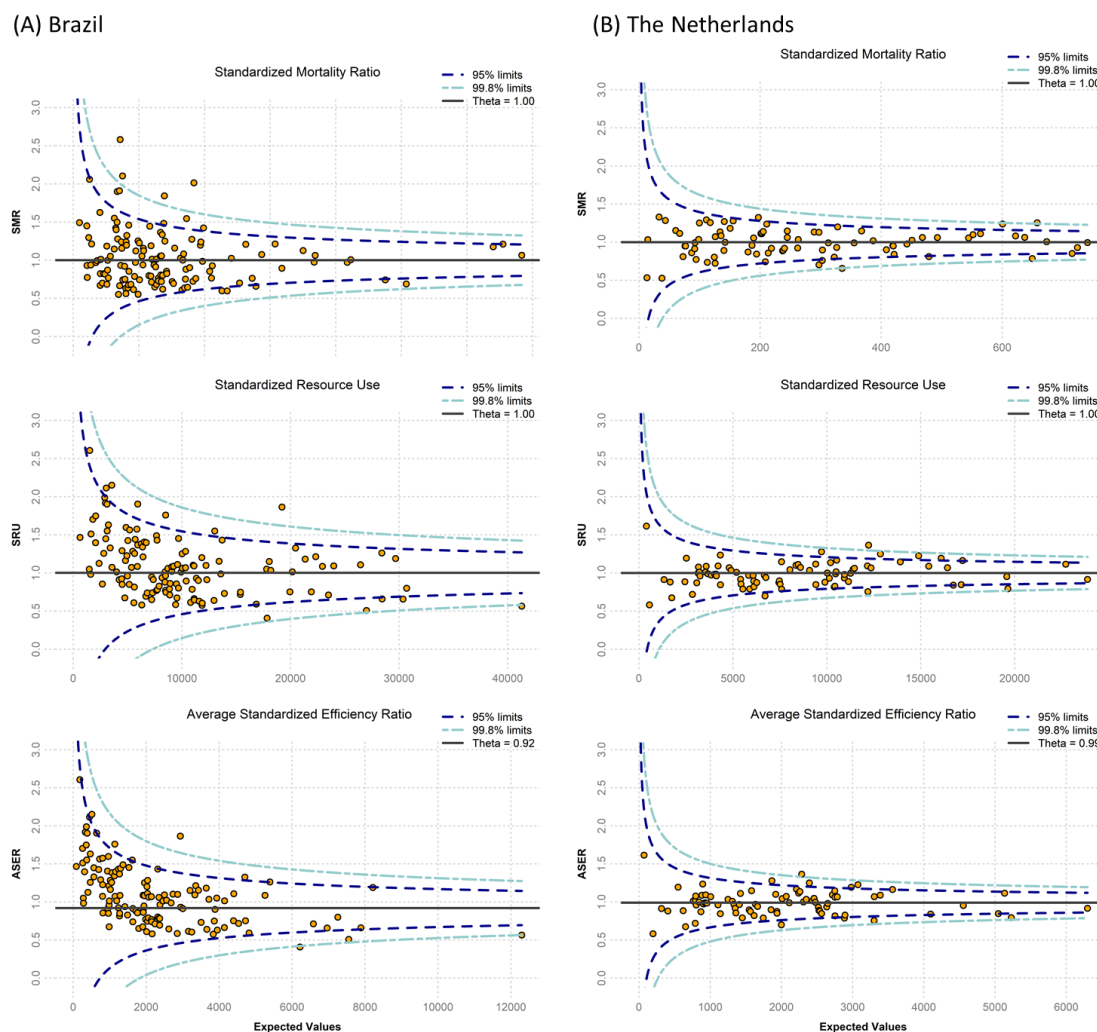 (A) Brazil
(B) The Netherlands
Standardized Mortality Ratio
95% limits
99.8% limits
Theta = 1.00
SMR
3.0
2.5
2.0
1.5
1.0
0.5
0.0
Standardized Mortality Ratio
95% limits
99.8% limits
Theta = 1.00
SMR
3.0
2.5
2.0
1.5
1.0
0.5
0.0
0 200 400 600
Standardized Resource Use
95% limits
99.8% limits
Theta = 1.00
SRU
3.0
2.5
2.0
1.5
1.0
0.5
0.0
0 10000 20000 30000 40000
Standardized Resource Use
95% limits
99.8% limits
Theta = 1.00
SRU
3.0
2.5
2.0
1.5
1.0
0.5
0.0
0 5000 10000 15000 20000
Average Standardized Efficiency Ratio
95% limits
99.8% limits
Theta = 0.92
ASER
3.0
2.5
2.0
1.5
1.0
0.5
0.0
0 2000 4000 6000 8000 10000 12000
Expected Values
Average Standardized Efficiency Ratio
95% limits
99.8% limits
Theta = 0.99
ASER
3.0
2.5
2.0
1.5
1.0
0.5
0.0
0 1000 2000 3000 4000 5000 6000
Expected Values